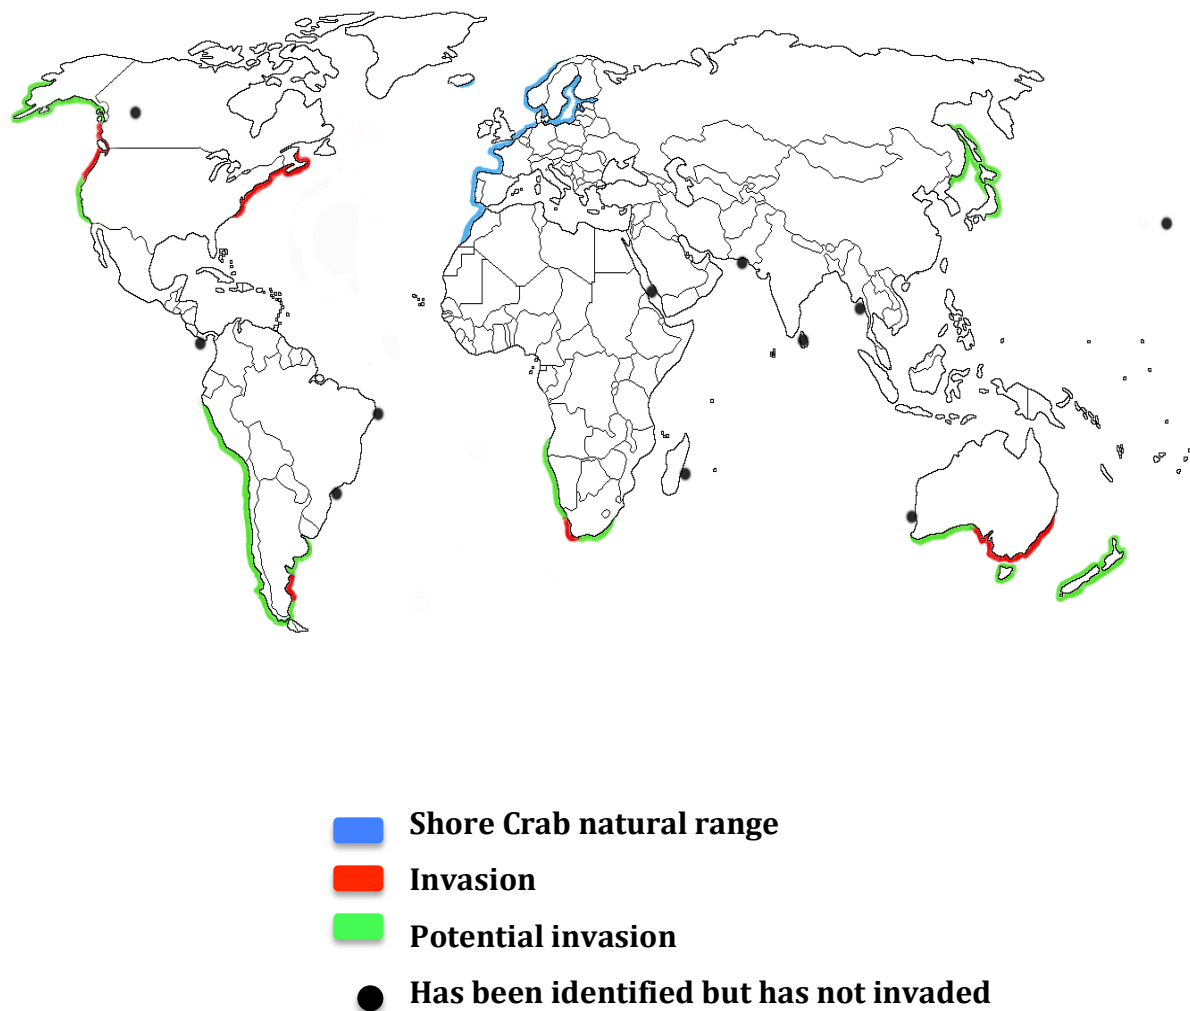 Shore Crab natural range
Invasion
Potential invasion
Has been identified but has not invaded